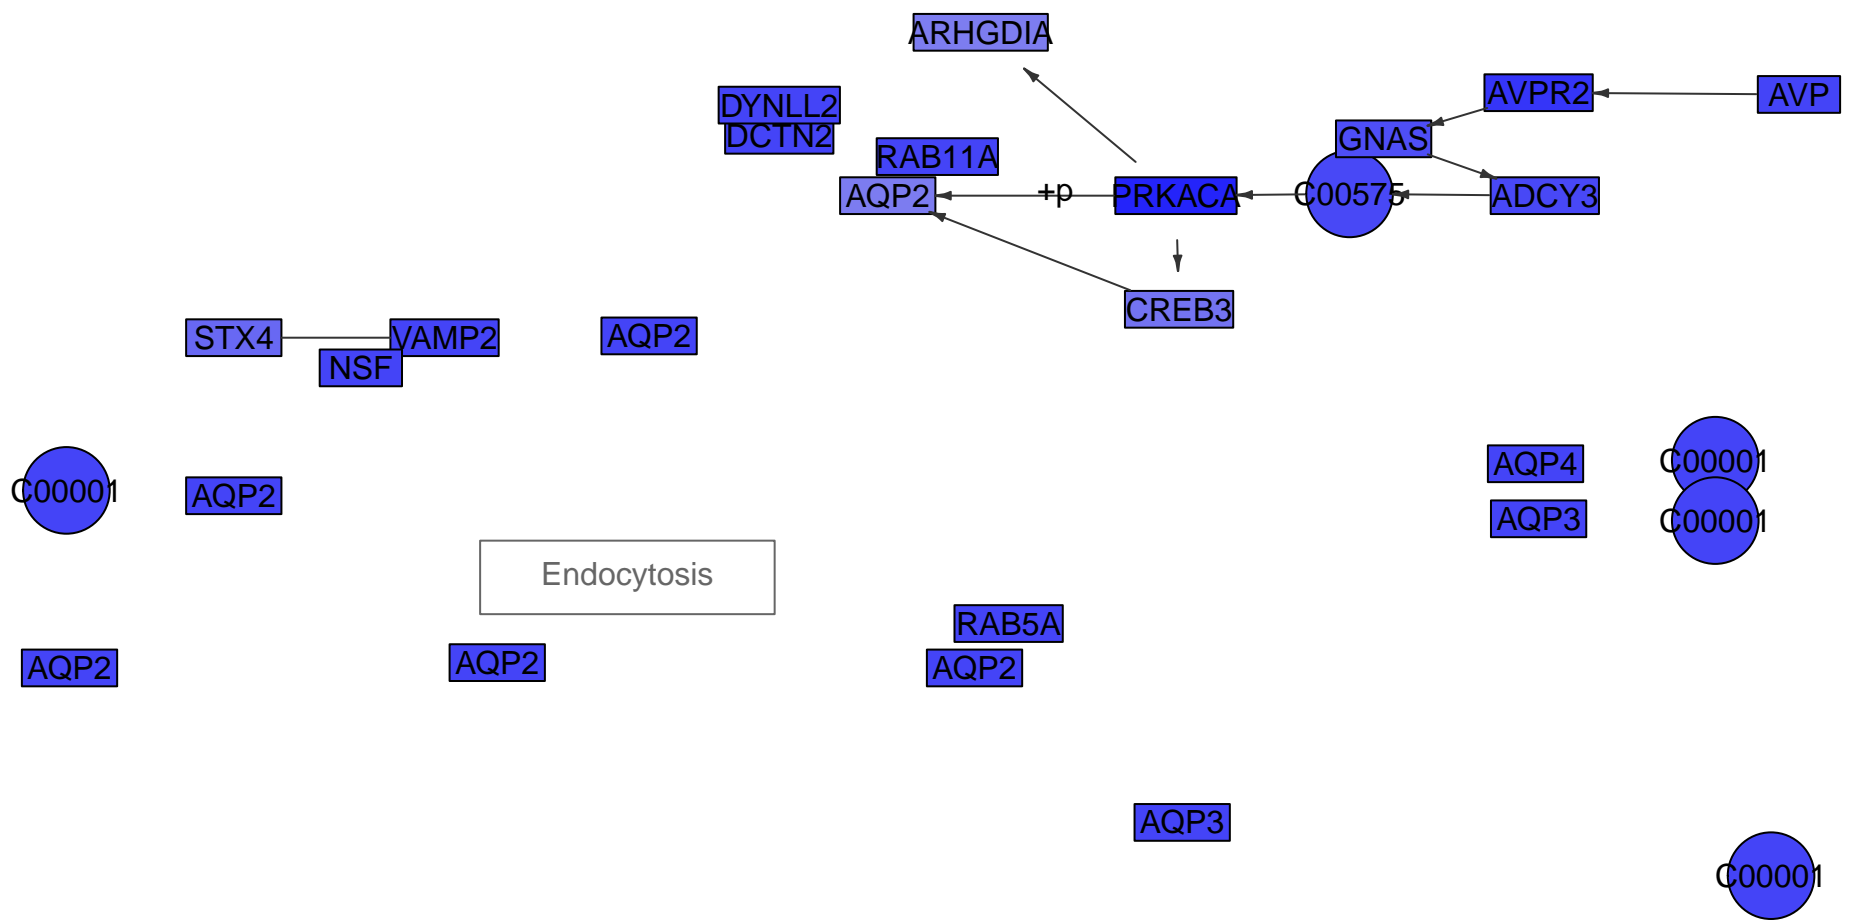 ARHGDIA
DYNLL2
AVPR2
AVP
DCTN2
GNAS
RAB11A
AQP2
+p
PRKACA
C00575
ADCY3
CREB3
STX4
VAMP2
AQP2
NSF
C00001
AQP2
AQP4
C00001
AQP3
C00001
Endocytosis
RAB5A
AQP2
AQP2
AQP2
AQP3
C00001